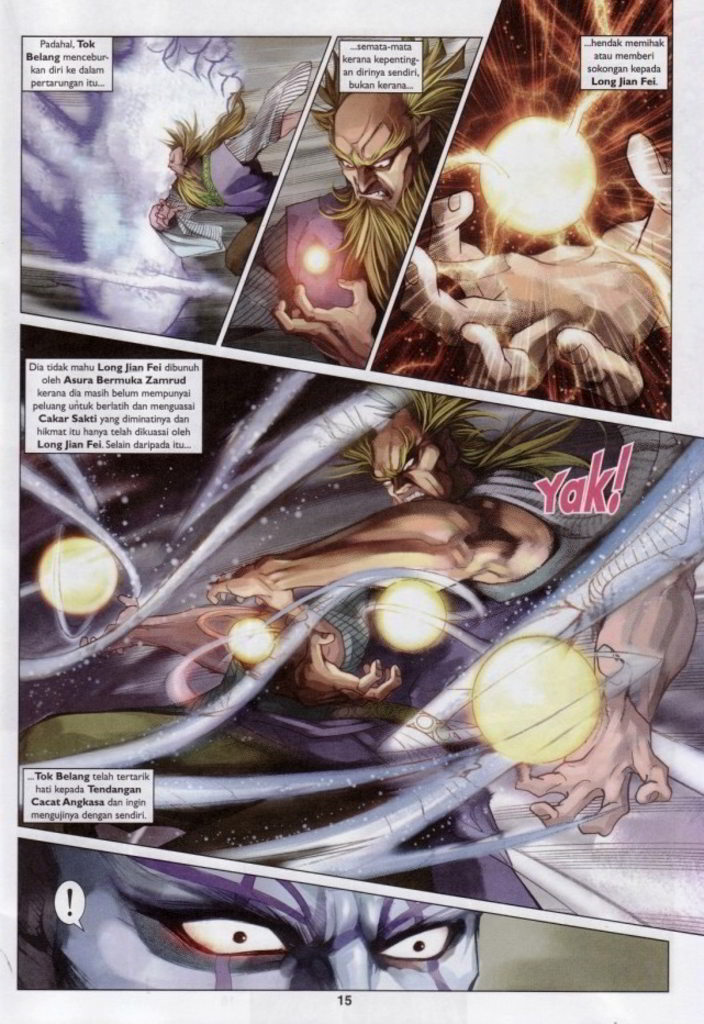 Padahal, Tok
Belang mencebur-
kan diri ke dalam
pertarungan itu...
...semata-mata
kerana kepenting-
an dirinya sendiri,
bukan kerana...
...hendak memihak
atau memberi
sokongan kepada
Long Jian Fei.
Dia tidak mahu Long Jian Fei dibunuh
oleh Asura Bermuka Zamrud
kerana dia masih belum mempunyai
peluang untuk berlatih dan menguasai
Cakar Sakti yang diminatinya dan
hikmat itu hanya telah dikuasai oleh
Long Jian Fei. Selain daripada itu...
Yak!
...Tok Belang telah tertarik
hati kepada Tendangan
Cacat Angkasa dan ingin
mengujinya dengan sendiri.
!
15